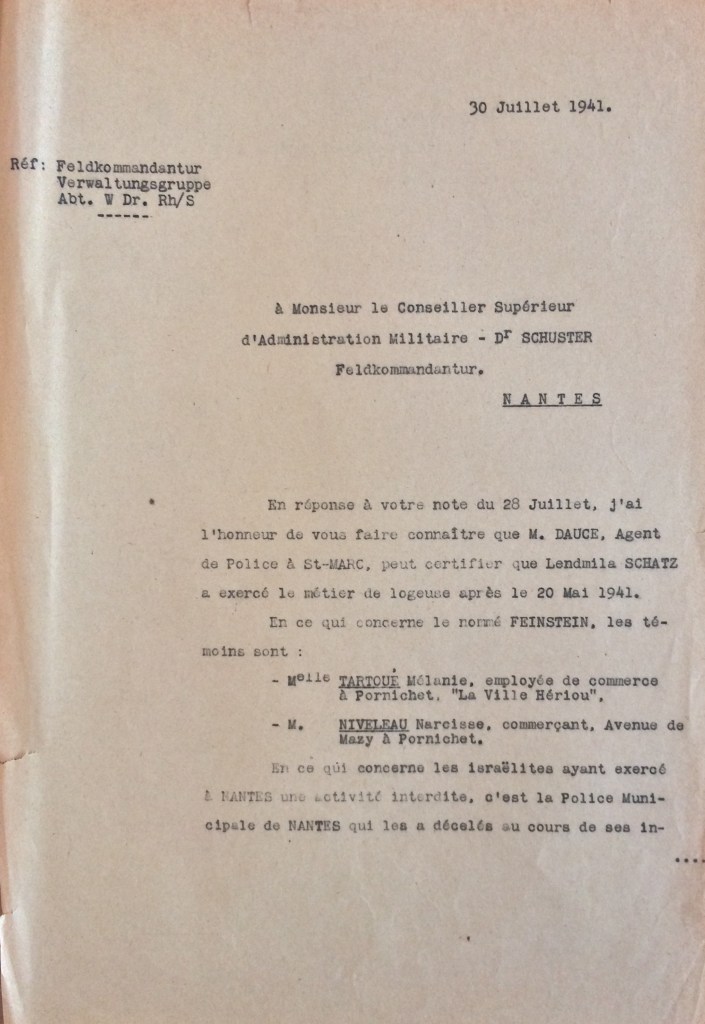 30 Juillet 1941.
Réf: Feldkommandantur
Verwaltungsgruppe
Abt. W Dr. Rh/S
------
à Monsieur le Conseiller Supérieur
d'Administration Militaire - Dr SCHUSTER
Feldkommandantur.
N A N T E S
En réponse à votre note du 28 Juillet, j'ai
l'honneur de vous faire connaître que M. DAUCE, Agent
de Police à St-MARC, peut certifier que Lendmila SCHATZ
a exercé le métier de logeuse après le 20 Mai 1941.
En ce qui concerne le nommé FEINSTEIN, les té-
moins sont :
- Melle TARTOUÉ Mélanie, employée de commerce
à Pornichet, "La Ville Hériou",
- M. NIVELEAU Narcisse, commerçant, Avenue de
Mazy à Pornichet.
En ce qui concerne les israëlites ayant exercé
à NANTES une activité interdite, c'est la Police Muni-
cipale de NANTES qui les a décelés au cours de ses in-
....